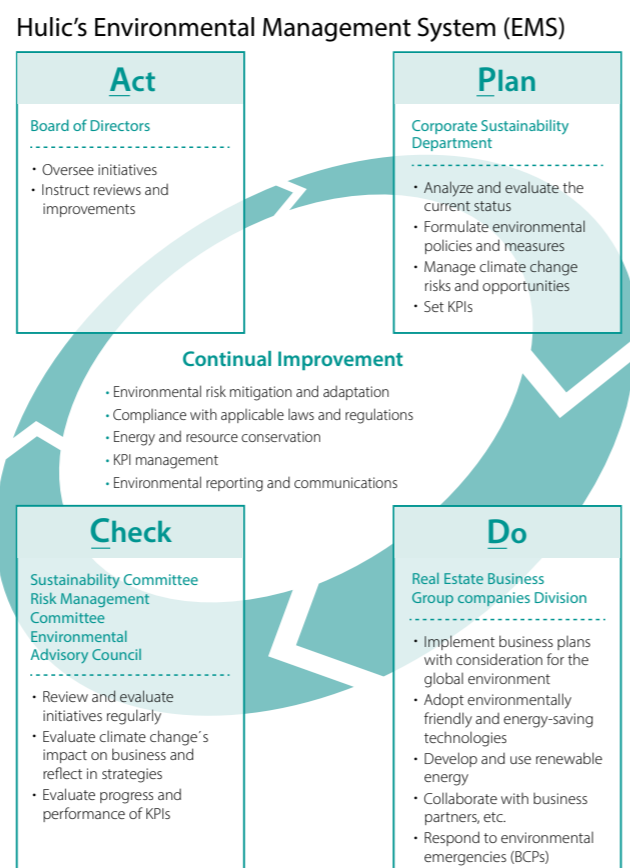 Hulic's Environmental Management System (EMS)
Act
Board of Directors
・Oversee initiatives
・Instruct reviews and
improvements
Plan
Corporate Sustainability
Department
・Analyze and evaluate the
current status
・Formulate environmental
policies and measures
・Manage climate change
risks and opportunities
・Set KPIs
Continual Improvement
・Environmental risk mitigation and adaptation
・Compliance with applicable laws and regulations
・Energy and resource conservation
・KPI management
・Environmental reporting and communications
Check
Sustainability Committee
Risk Management
Committee
Environmental
Advisory Council
・Review and evaluate
initiatives regularly
・Evaluate climate change´s
impact on business and
reflect in strategies
・Evaluate progress and
performance of KPIs
Do
Real Estate Business
Group companies Division
・Implement business plans
with consideration for the
global environment
・Adopt environmentally
friendly and energy-saving
technologies
・Develop and use renewable
energy
・Collaborate with business
partners, etc.
・Respond to environmental
emergencies (BCPs)